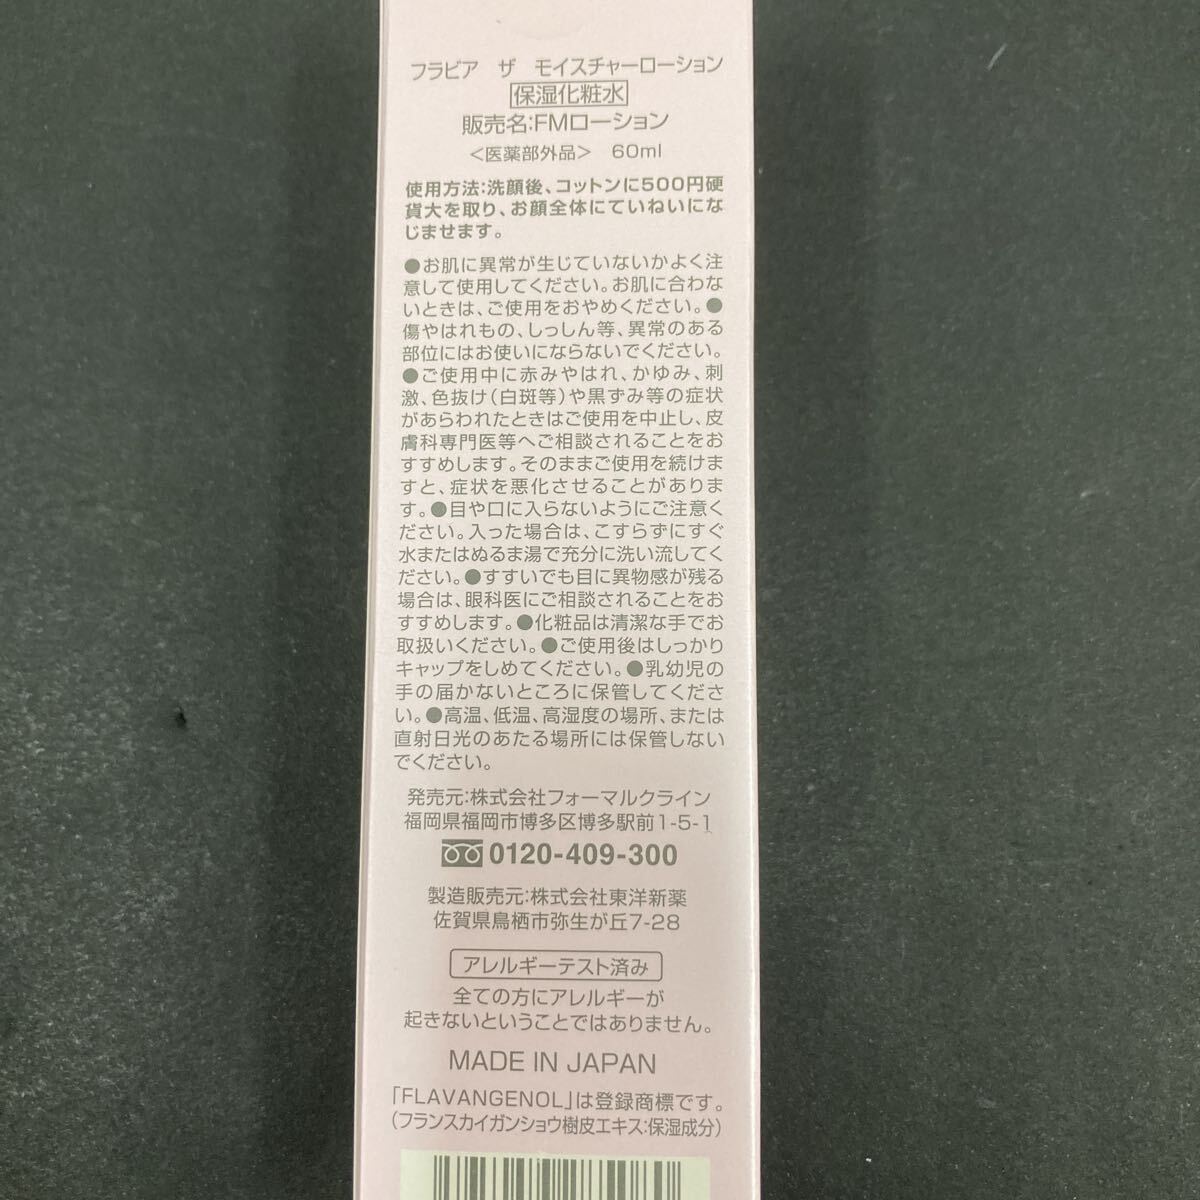 フラビア ザ モイスチャーローション
保湿化粧水
販売名:FMローション
<医薬部外品> 60ml
使用方法:洗顔後、コットンに500円硬
貨大を取り、お顔全体にていねいにな
じませます。
●お肌に異常が生じていないかよく注
意して使用してください。お肌に合わな
いときは、ご使用をおやめください。●
傷やはれもの、しっしん等、異常のある
部位にはお使いにならないでください。
●ご使用中に赤みやはれ、かゆみ、刺
激、色抜け(白斑等)や黒ずみ等の症状
があらわれたときはご使用を中止し、皮
膚科専門医等へご相談されることをお
すすめします。そのままご使用を続けま
すと、症状を悪化させることがありま
す。●目や口に入らないようにご注意く
ださい。入った場合は、こすらずにすぐ
水またはぬるま湯で充分に洗い流してく
ださい。●すすいでも目に異物感が残る
場合は、眼科医にご相談されることをお
すすめします。●化粧品は清潔な手でお
取扱いください。●ご使用後はしっかり
キャップをしめてください。●乳幼児の
手の届かないところに保管してくださ
い。●高温、低温、高湿度の場所、または
直射日光のあたる場所には保管しない
でください。
発売元:株式会社フォーマルクライン
福岡県福岡市博多区博多駅前1-5-1
0120-409-300
製造販売元:株式会社東洋新薬
佐賀県鳥栖市弥生が丘7-28
アレルギーテスト済み
全ての方にアレルギーが
起きないということではありません。
MADE IN JAPAN
「FLAVANGENOL」は登録商標です。
(フランスカイガンショウ樹皮エキス:保湿成分)